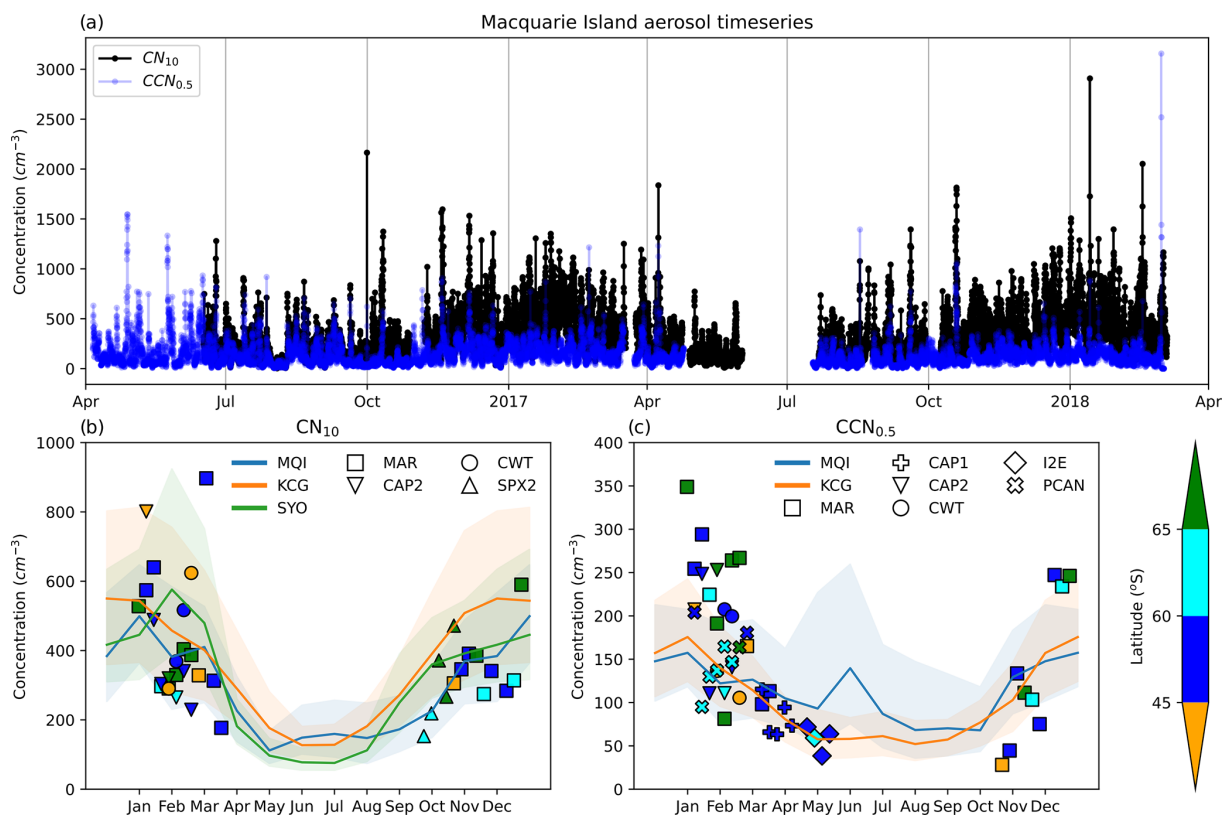 (a) Macquarie Island aerosol timeseries
CN₁₀
CCN₀.₅
Concentration (cm⁻³)
3000
2500
2000
1500
1000
500
0
Apr Jul Oct 2017 Apr Jul Oct 2018 Apr
(b) CN₁₀
Concentration (cm⁻³)
1000
800
600
400
200
0
MQI MAR CWT
KCG CAP2 SPX2
SYO
Jan Feb Mar Apr May Jun Jul Aug Sep Oct Nov Dec
(c) CCN₀.₅
Concentration (cm⁻³)
400
350
300
250
200
150
100
50
0
MQI CAP1 I2E
KCG CAP2 PCAN
MAR CWT
Jan Feb Mar Apr May Jun Jul Aug Sep Oct Nov Dec
Latitude (⁰S)
65
60
45